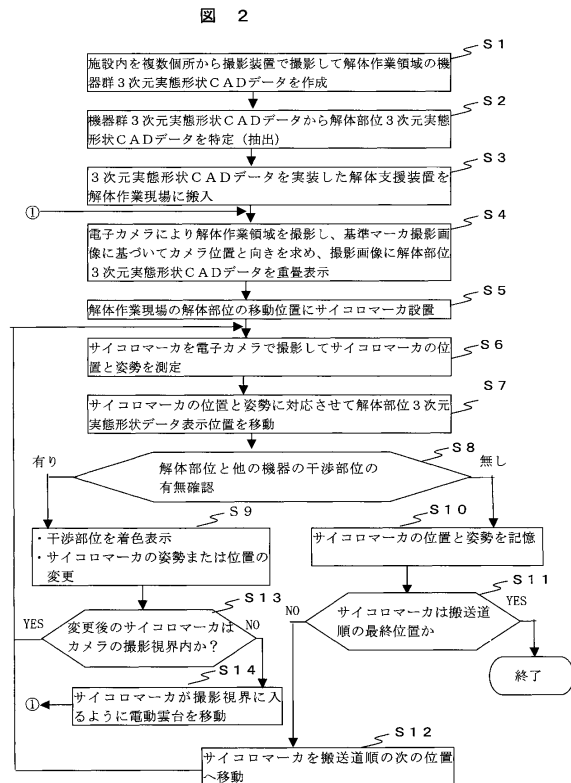 図 2
S1
施設内を複数個所から撮影装置で撮影して解体作業領域の機
器群3次元実態形状CADデータを作成
S2
機器群3次元実態形状CADデータから解体部位3次元実態
形状CADデータを特定(抽出)
S3
3次元実態形状CADデータを実装した解体支援装置を
解体作業現場に搬入
①
S4
電子カメラにより解体作業領域を撮影し、基準マーカ撮影画
像に基づいてカメラ位置と向きを求め、撮影画像に解体部位
3次元実態形状CADデータを重畳表示
S5
解体作業現場の解体部位の移動位置にサイコロマーカ設置
S6
サイコロマーカを電子カメラで撮影してサイコロマーカの位
置と姿勢を測定
S7
サイコロマーカの位置と姿勢に対応させて解体部位3次元
実態形状データ表示位置を移動
S8
有り
解体部位と他の機器の干渉部位の
有無確認
無し
S9
・干渉部位を着色表示
・サイコロマーカの姿勢または位置の
変更
S10
サイコロマーカの位置と姿勢を記憶
S11
NO
サイコロマーカは搬送道
順の最終位置か
YES
終了
S13
YES
変更後のサイコロマーカは
カメラの撮影視界内か?
NO
S14
①
サイコロマーカが撮影視界に入
るように電動雲台を移動
S12
サイコロマーカを搬送道順の次の位置
へ移動